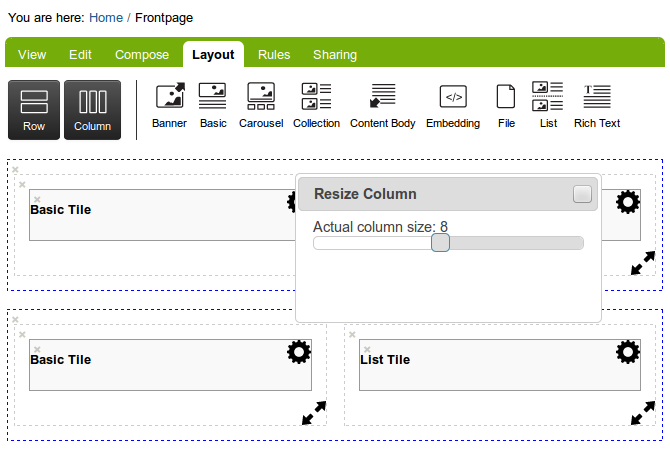 You are here: Home / Frontpage
View Edit Compose Layout Rules Sharing
Row Column Banner Basic Carousel Collection Content Body Embedding File List Rich Text
Resize Column
Basic Tile
Actual column size: 8
Basic Tile List Tile